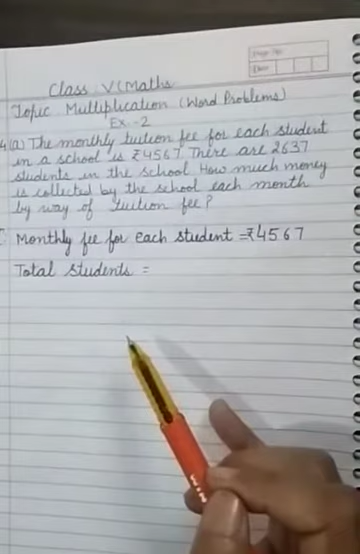 Class V (Maths
Topic Multiplication (Word Problems)
Ex.-2
4(a) The monthly tuition fee for each student
in a school is ₹4567 There are 2637
students in the school How much money
is collected by the school each month
by way of tuition fee?
Monthly fee for each student =₹4567
Total students =